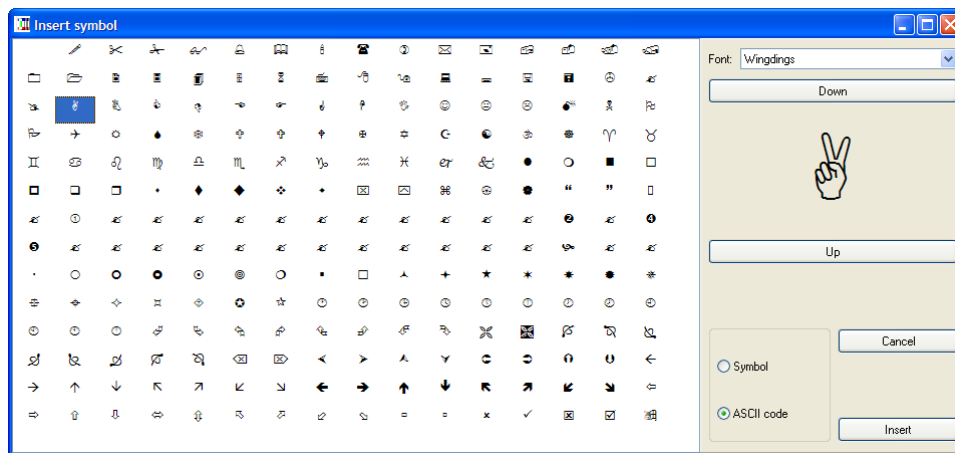 Insert symbol
Font: Wingdings
Down
Up
Symbol
ASCII code
Cancel
Insert